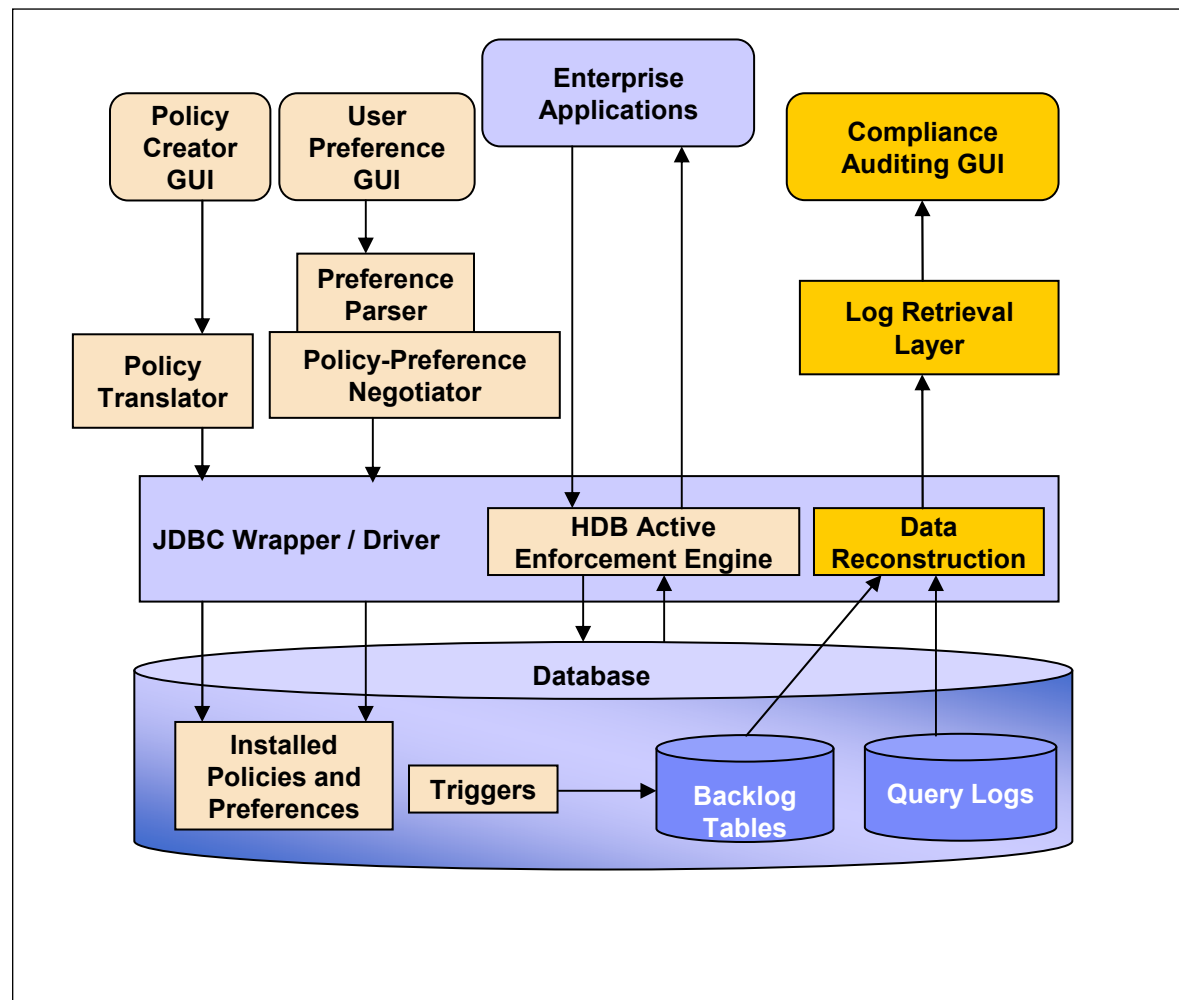 Policy
Creator
GUI
User
Preference
GUI
Enterprise
Applications
Compliance
Auditing GUI
Preference
Parser
Log Retrieval
Layer
Policy
Translator
Policy-Preference
Negotiator
JDBC Wrapper / Driver
HDB Active
Enforcement Engine
Data
Reconstruction
Database
Installed
Policies and
Preferences
Triggers
Backlog
Tables
Query Logs